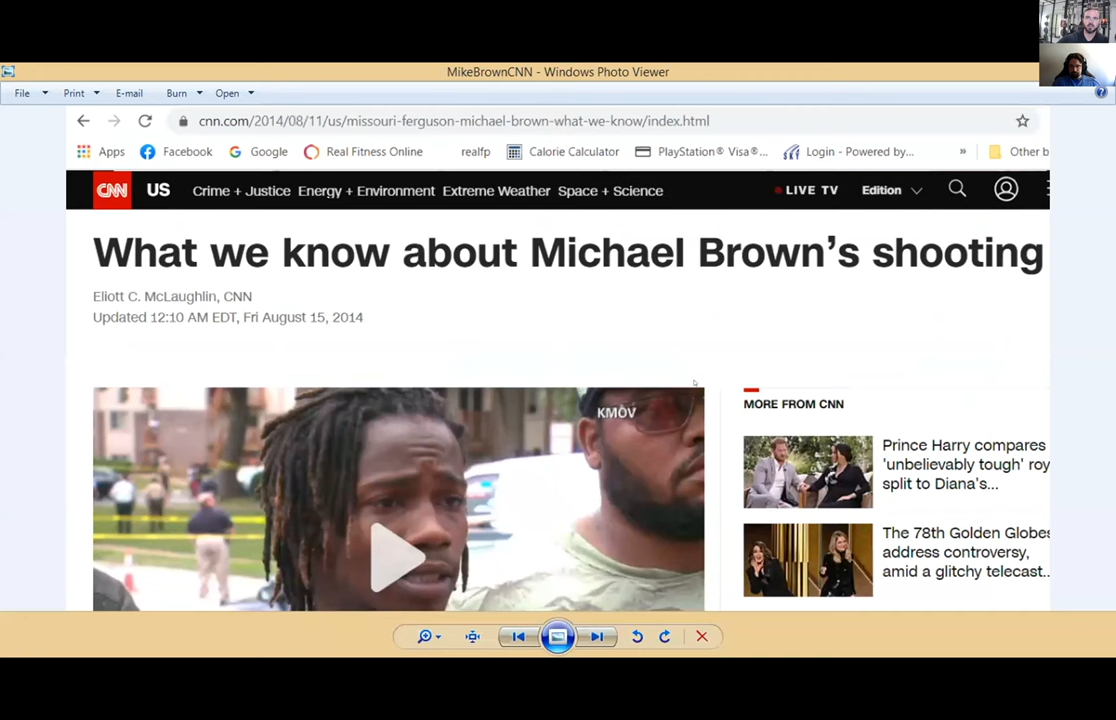 MikeBrownCNN - Windows Photo Viewer
File Print E-mail Burn Open
cnn.com/2014/08/11/us/missouri-ferguson-michael-brown-what-we-know/index.html
Apps Facebook Google Real Fitness Online realfp Calorie Calculator PlayStation® Visa®... Login - Powered by... » Other b
CNN US Crime + Justice Energy + Environment Extreme Weather Space + Science LIVE TV Edition
What we know about Michael Brown's shooting
Eliott C. McLaughlin, CNN
Updated 12:10 AM EDT, Fri August 15, 2014
KMOV
MORE FROM CNN
Prince Harry compares
'unbelievably tough' roy
split to Diana's...
The 78th Golden Globes
address controversy,
amid a glitchy telecast..